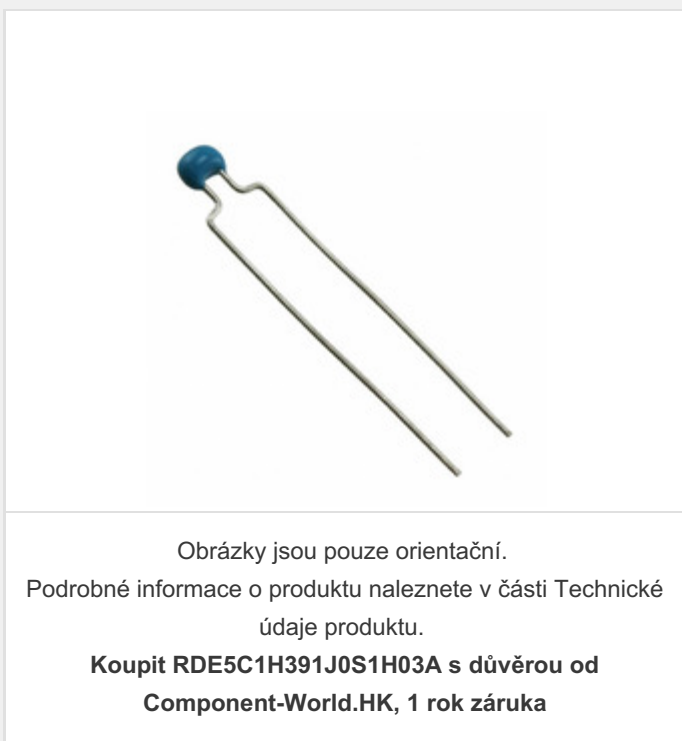 Obrázky jsou pouze orientační.
Podrobné informace o produktu naleznete v části Technické
údaje produktu.
Koupit RDE5C1H391J0S1H03A s důvěrou od
Component-World.HK, 1 rok záruka